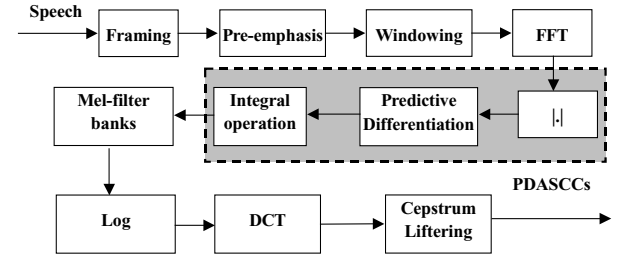 Speech
Framing
Pre-emphasis
Windowing
FFT
Mel-filter
banks
Integral
operation
Predictive
Differentiation
|.|
PDASCCs
Log
DCT
Cepstrum
Liftering